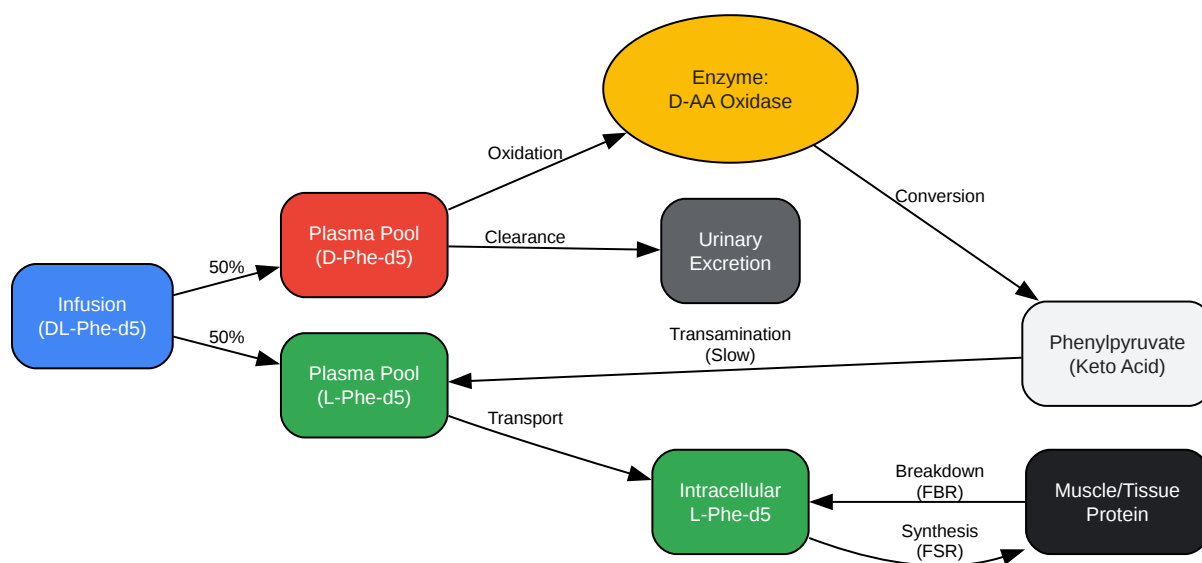 Enzyme:
D-AA Oxidase
Oxidation
Conversion
Plasma Pool
(D-Phe-d5)
Clearance
Urinary
Excretion
50%
Infusion
(DL-Phe-d5)
50%
Plasma Pool
(L-Phe-d5)
Transamination
(Slow)
Phenylpyruvate
(Keto Acid)
Transport
Intracellular
L-Phe-d5
Breakdown
(FBR)
Synthesis
(FSR)
Muscle/Tissue
Protein